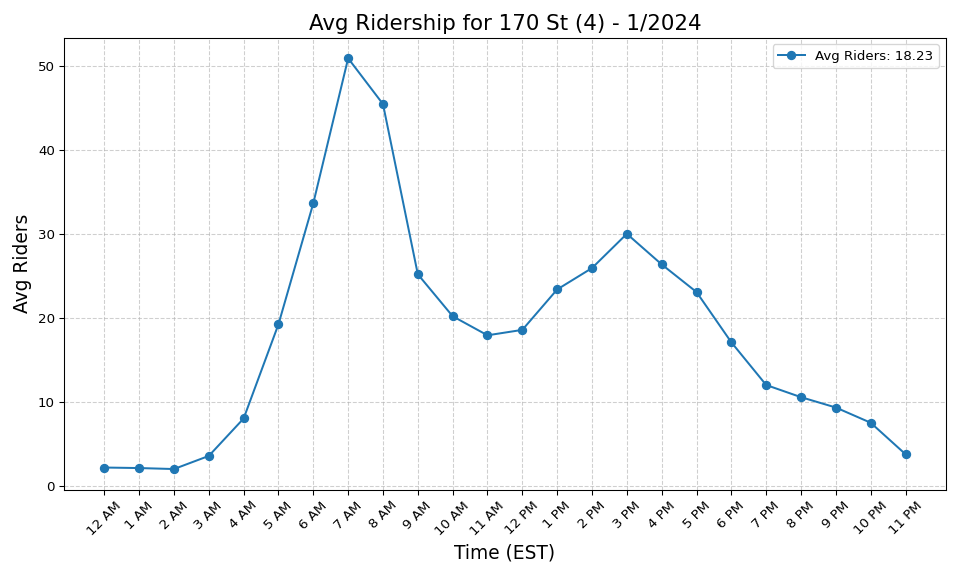 Avg Ridership for 170 St (4) - 1/2024
Avg Riders: 18.23
Avg Riders
50
40
30
20
10
0
12 AM
1 AM
2 AM
3 AM
4 AM
5 AM
6 AM
7 AM
8 AM
9 AM
10 AM
11 AM
12 PM
1 PM
2 PM
3 PM
4 PM
5 PM
6 PM
7 PM
8 PM
9 PM
10 PM
11 PM
Time (EST)